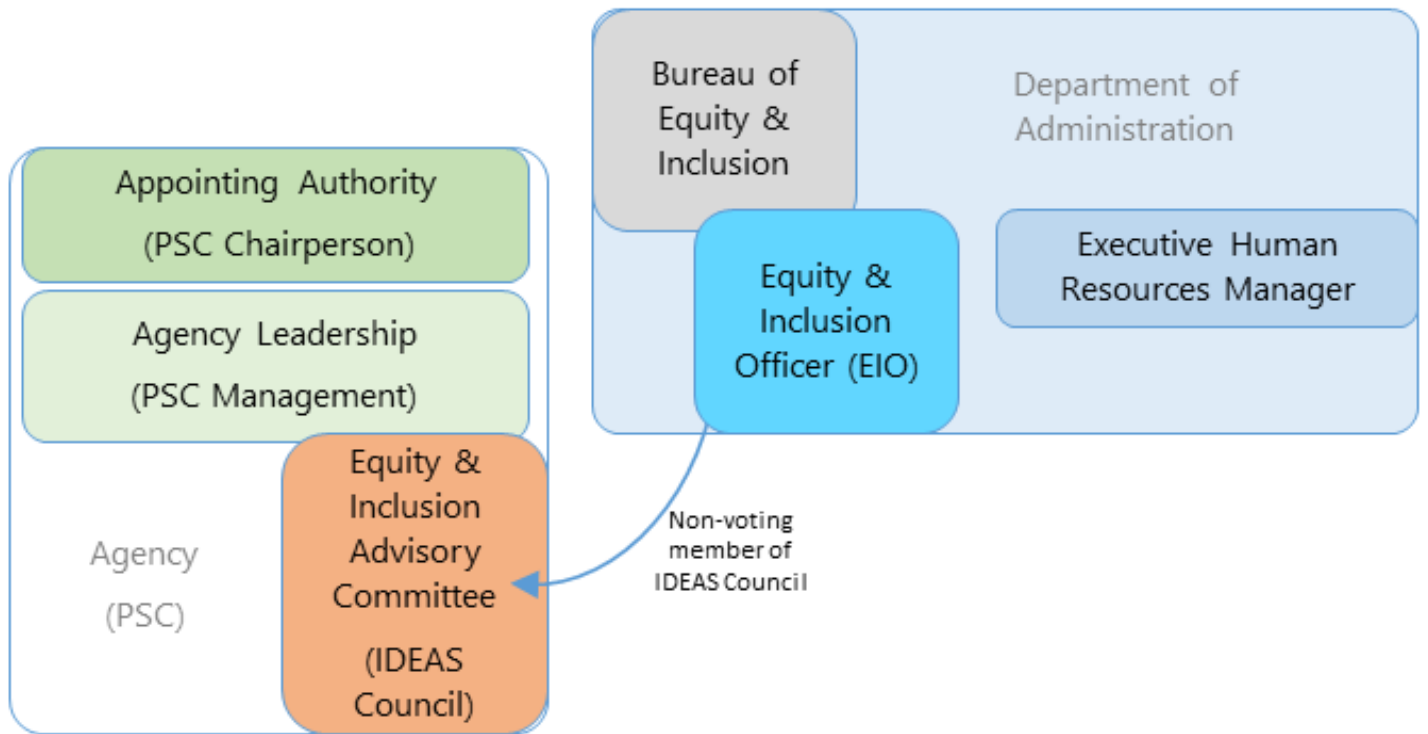 Bureau of
Equity &
Inclusion
Department of
Administration
Appointing Authority
(PSC Chairperson)
Agency Leadership
(PSC Management)
Equity &
Inclusion
Officer (EIO)
Executive Human
Resources Manager
Equity &
Inclusion
Advisory
Committee
(IDEAS
Council)
Agency
(PSC)
Non-voting
member of
IDEAS Council